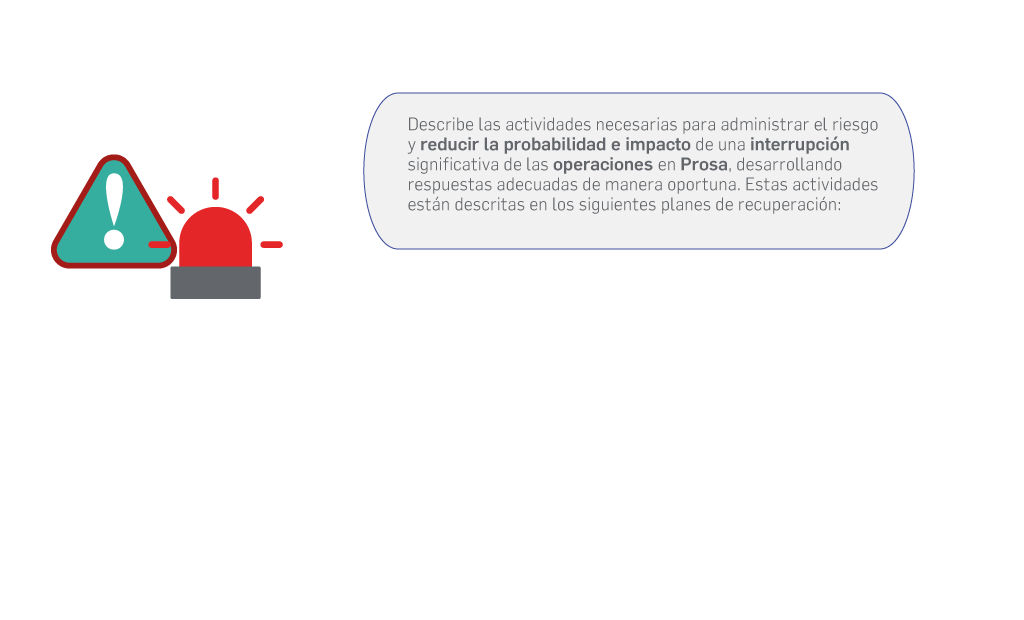 Describe las actividades necesarias para administrar el riesgo
y reducir la probabilidad e impacto de una interrupción
significativa de las operaciones en Prosa, desarrollando
respuestas adecuadas de manera oportuna. Estas actividades
están descritas en los siguientes planes de recuperación: